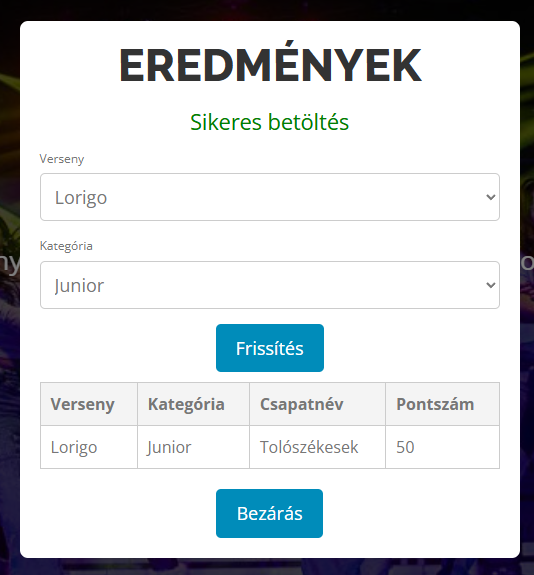 EREDMÉNYEK
Sikeres betöltés
Verseny
Lorigo
Kategória
Junior
Frissítés
Verseny Kategória Csapatnév Pontszám
Lorigo Junior Tolószékesek 50
Bezárás